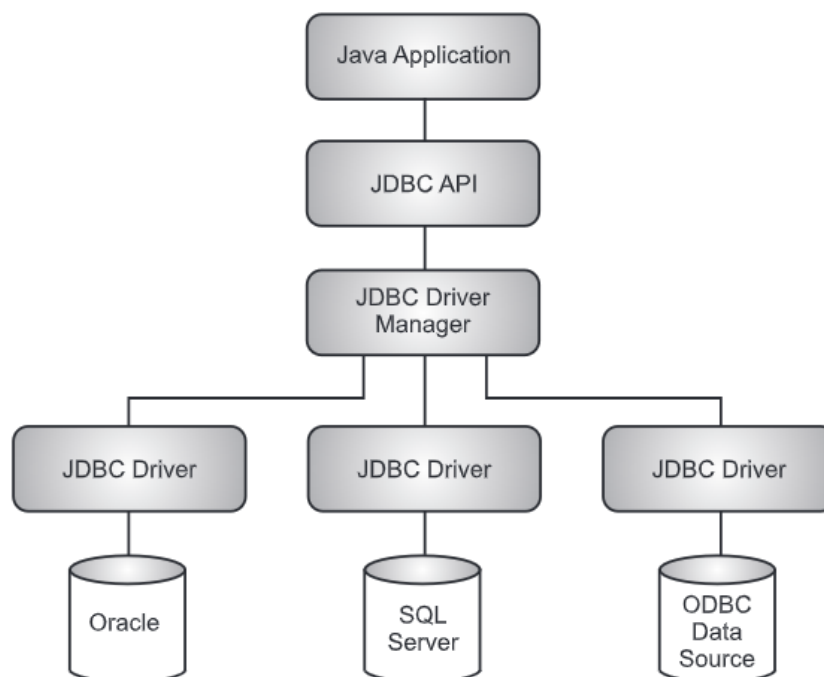 Java Application
JDBC API
JDBC Driver
Manager
JDBC Driver
JDBC Driver
JDBC Driver
Oracle
SQL
Server
ODBC
Data
Source